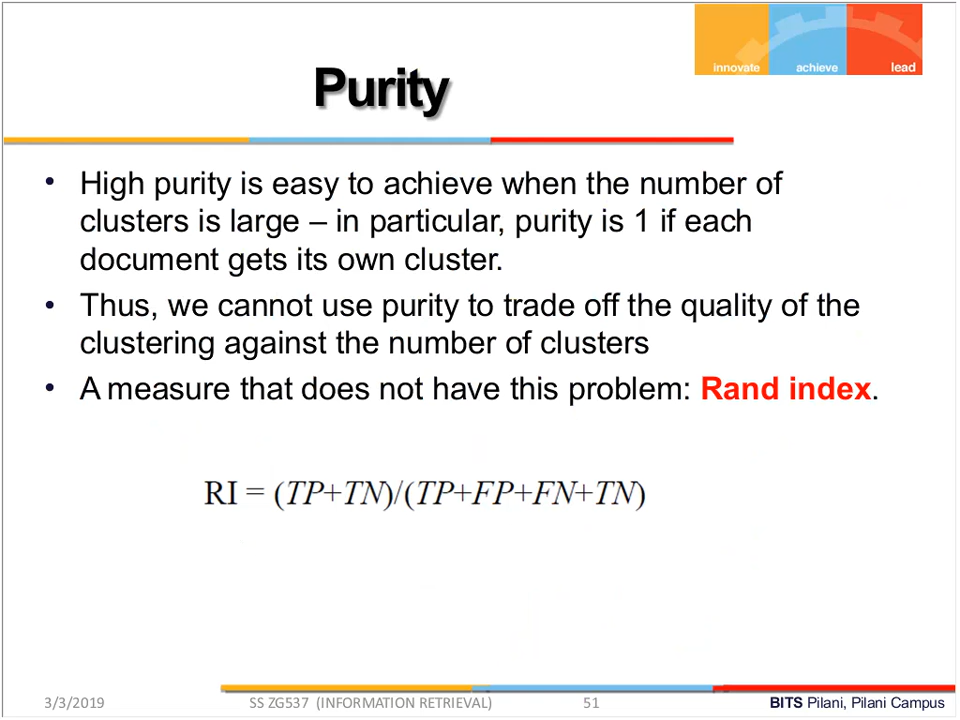 innovate achieve lead
Purity
• High purity is easy to achieve when the number of
clusters is large – in particular, purity is 1 if each
document gets its own cluster.
• Thus, we cannot use purity to trade off the quality of the
clustering against the number of clusters
• A measure that does not have this problem: Rand index.
RI = (TP+TN)/(TP+FP+FN+TN)
3/3/2019 SS ZG537 (INFORMATION RETRIEVAL) 51 BITS Pilani, Pilani Campus